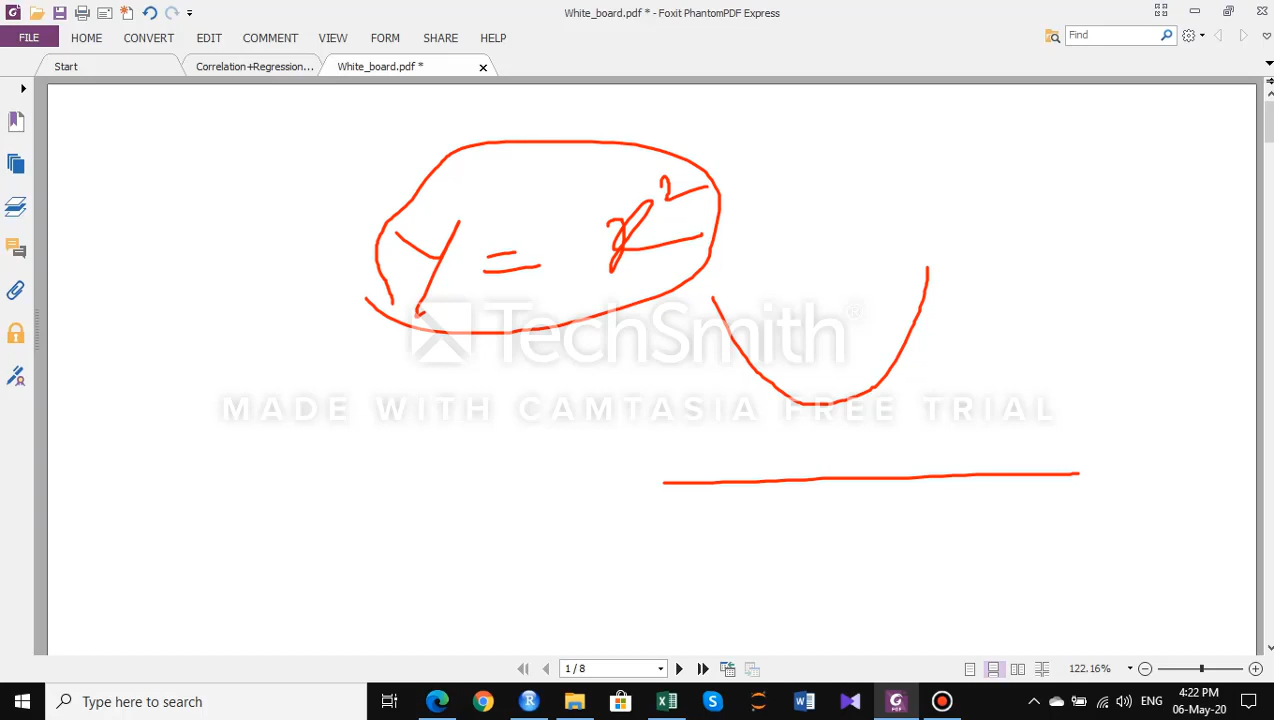 White_board.pdf * - Foxit PhantomPDF Express
FILE HOME CONVERT EDIT COMMENT VIEW FORM SHARE HELP Find
Start Correlation+Regression... White_board.pdf *
Y = x²
TechSmith®
MADE WITH CAMTASIA FREE TRIAL
1 / 8 122.16%
Type here to search ENG 4:22 PM
06-May-20